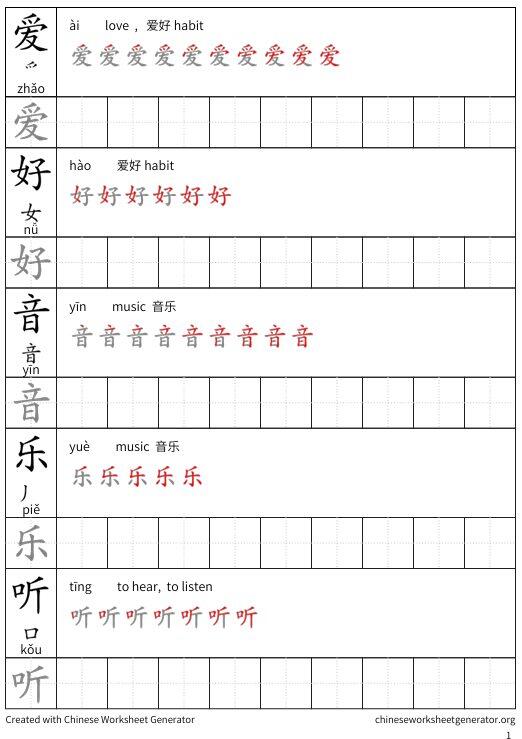 爱 ài love , 爱好 habit
爫 爱 爱 爱 爱 爱 爱 爱 爱 爱 爱
zhǎo
爱
好 hào 爱好 habit
女 好 好 好 好 好 好
nǚ
好
音 yīn music 音乐
音 音 音 音 音 音 音 音 音 音
yīn
音
乐 yuè music 音乐
丿 乐 乐 乐 乐 乐
piě
乐
听 tīng to hear, to listen
口 听 听 听 听 听 听 听
kǒu
听
Created with Chinese Worksheet Generator chineseworksheetgenerator.org
1